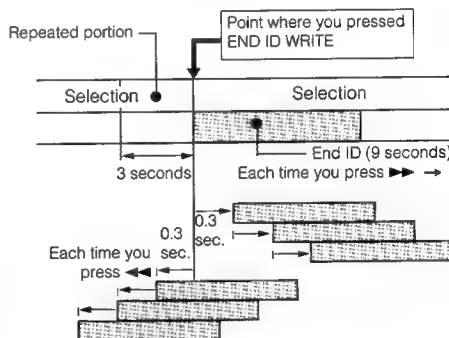 Repeated portion
Point where you pressed
END ID WRITE
Selection
Selection
End ID (9 seconds)
3 seconds
Each time you press ▶▶ →
0.3
sec.
0.3
sec.
Each time you
press ◀◀